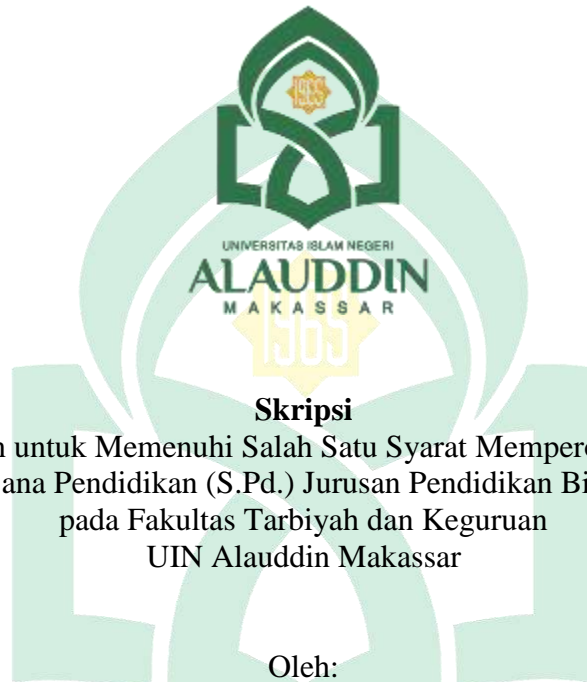 1965
UNIVERSITAS ISLAM NEGERI
ALAUDDIN
MAKASSAR
1965
Skripsi
untuk Memenuhi Salah Satu Syarat
Pendidikan (S.Pd.) Jurusan Pendidikan
pada Fakultas Tarbiyah dan Keguruan
UIN Alauddin Makassar
Oleh: